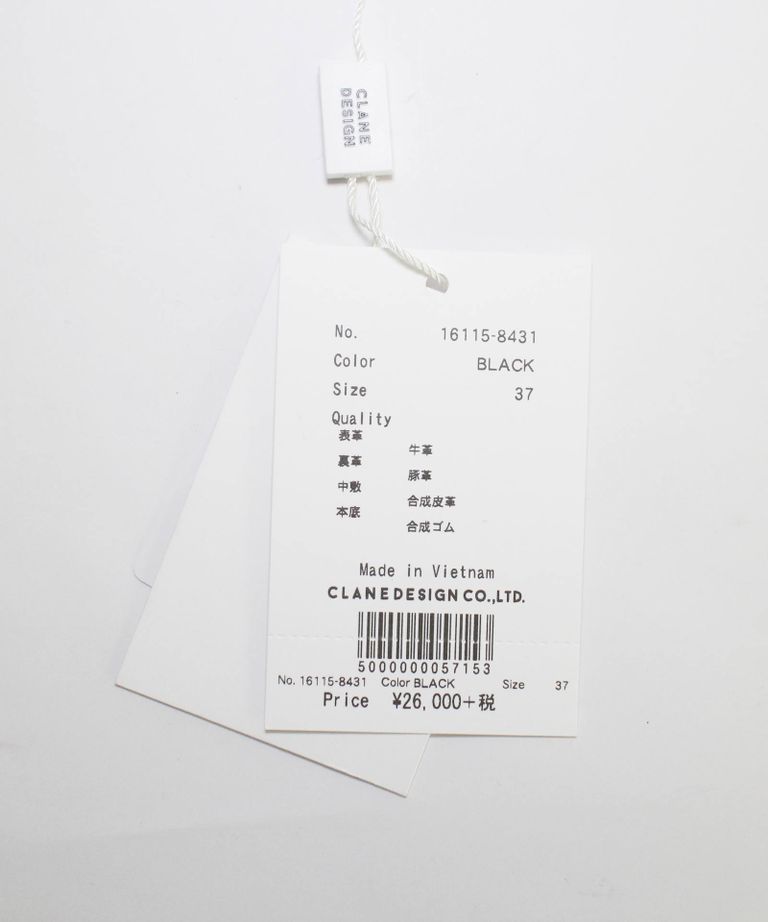 CLANE
DESIGN
No. 16115-8431
Color BLACK
Size 37
Quality
表革
牛革
裏革
豚革
中敷
合成皮革
本底
合成ゴム
Made in Vietnam
CLANEDESIGN CO.,LTD.
5000000057153
No. 16115-8431 Color BLACK Size 37
Price ¥26,000+税